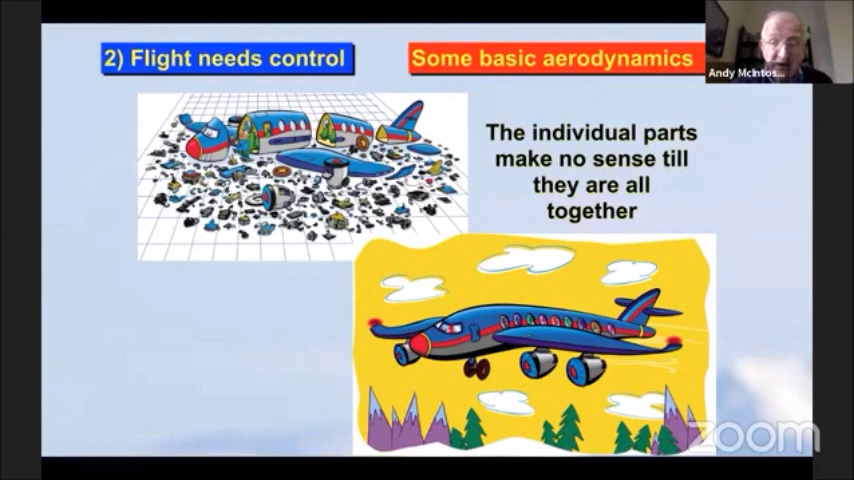 2) Flight needs control
Some basic aerodynamics
Andy McIntos...
The individual parts
make no sense till
they are all
together
zoom